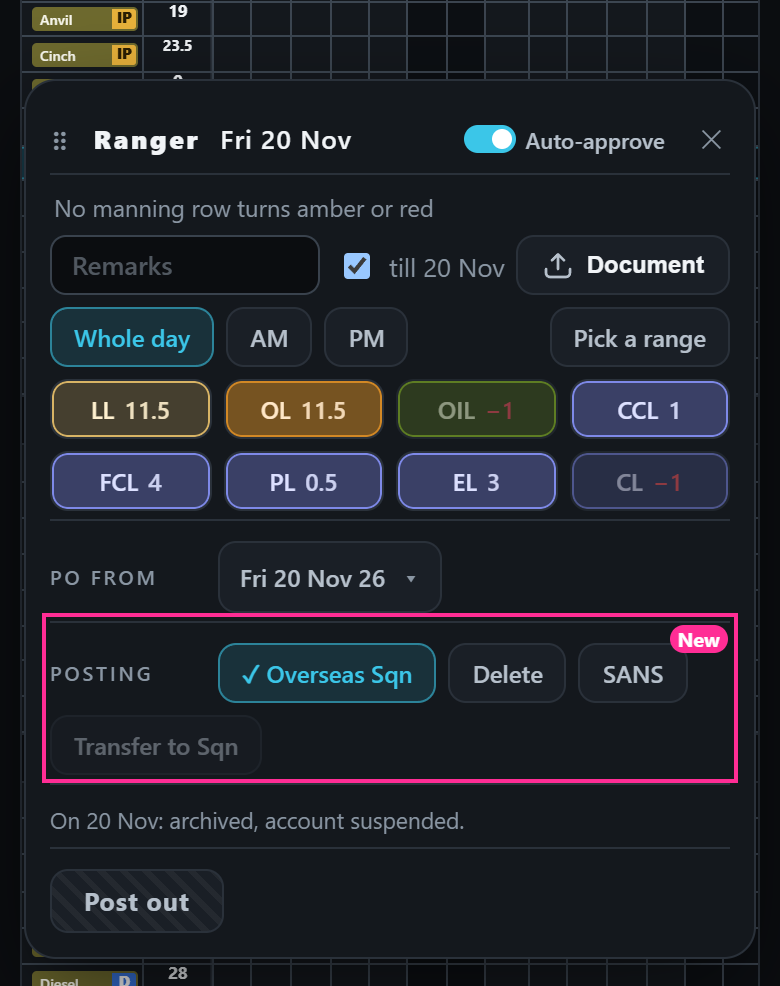 Anvil IP 19
Cinch IP 23.5
Ranger Fri 20 Nov Auto-approve
No manning row turns amber or red
Remarks till 20 Nov Document
Whole day AM PM Pick a range
LL 11.5 OL 11.5 OIL −1 CCL 1
FCL 4 PL 0.5 EL 3 CL −1
PO FROM Fri 20 Nov 26
New
POSTING ✓ Overseas Sqn Delete SANS
Transfer to Sqn
On 20 Nov: archived, account suspended.
Post out
Diesel D 28